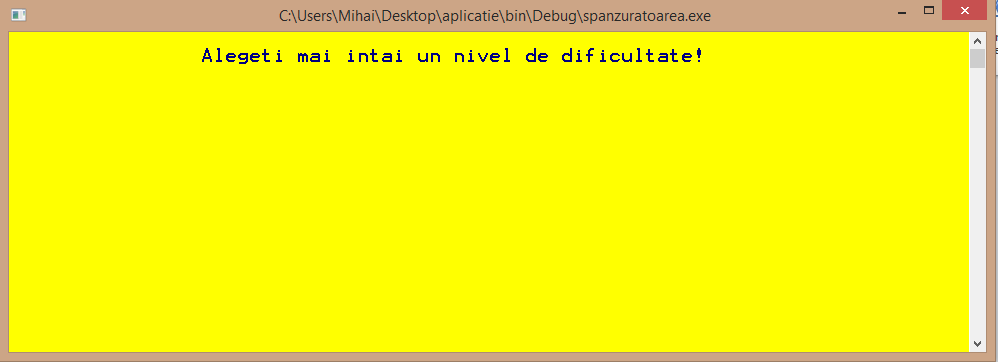 C:\Users\Mihai\Desktop\aplicatie\bin\Debug\spanzuratoarea.exe
Alegeti mai intai un nivel de dificultate!